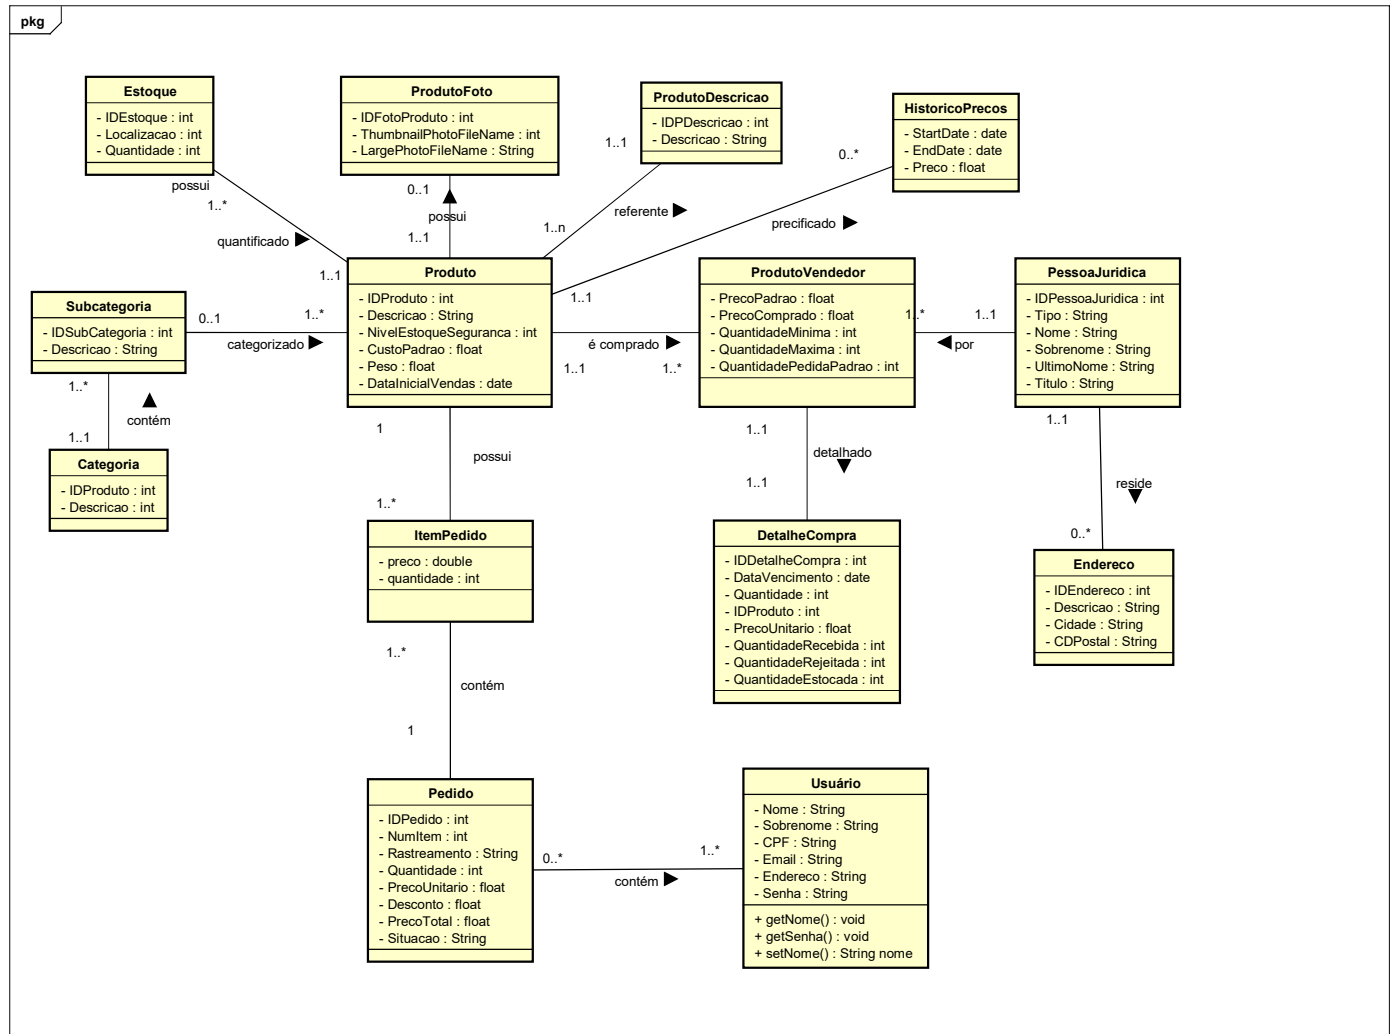 pkg
Estoque
- IDEstoque : int
- Localizacao : int
- Quantidade : int
ProdutoFoto
- IDFotoProduto : int
- ThumbnailPhotoFileName : int
- LargePhotoFileName : String
ProdutoDescricao
- IDPDescricao : int
- Descricao : String
HistoricoPrecos
- StartDate : date
- EndDate : date
- Preco : float
possui
1..*
quantificado
1..1
0..1
possui
1..1
1..1
referente
1..n
0..*
precificado
1..1
Subcategoria
- IDSubCategoria : int
- Descricao : String
0..1
1..*
categorizado
Produto
- IDProduto : int
- Descricao : String
- NivelEstoqueSeguranca : int
- CustoPadrao : float
- Peso : float
- DataInicialVendas : date
é comprado
1..1
1..*
ProdutoVendedor
- PrecoPadrao : float
- PrecoComprado : float
- QuantidadeMinima : int
- QuantidadeMaxima : int
- QuantidadePedidaPadrao : int
1..*
1..1
por
PessoaJuridica
- IDPessoaJuridica : int
- Tipo : String
- Nome : String
- Sobrenome : String
- UltimoNome : String
- Titulo : String
1..*
contém
1..1
Categoria
- IDProduto : int
- Descricao : int
1
possui
1..*
1..1
detalhado
1..1
1..1
reside
0..*
ItemPedido
- preco : double
- quantidade : int
DetalheCompra
- IDDetalheCompra : int
- DataVencimento : date
- Quantidade : int
- IDProduto : int
- PrecoUnitario : float
- QuantidadeRecebida : int
- QuantidadeRejeitada : int
- QuantidadeEstocada : int
Endereco
- IDEndereco : int
- Descricao : String
- Cidade : String
- CDPostal : String
1..*
contém
1
Pedido
- IDPedido : int
- NumItem : int
- Rastreamento : String
- Quantidade : int
- PrecoUnitario : float
- Desconto : float
- PrecoTotal : float
- Situacao : String
0..*
1..*
contém
Usuário
- Nome : String
- Sobrenome : String
- CPF : String
- Email : String
- Endereco : String
- Senha : String
+ getNome() : void
+ getSenha() : void
+ setNome() : String nome